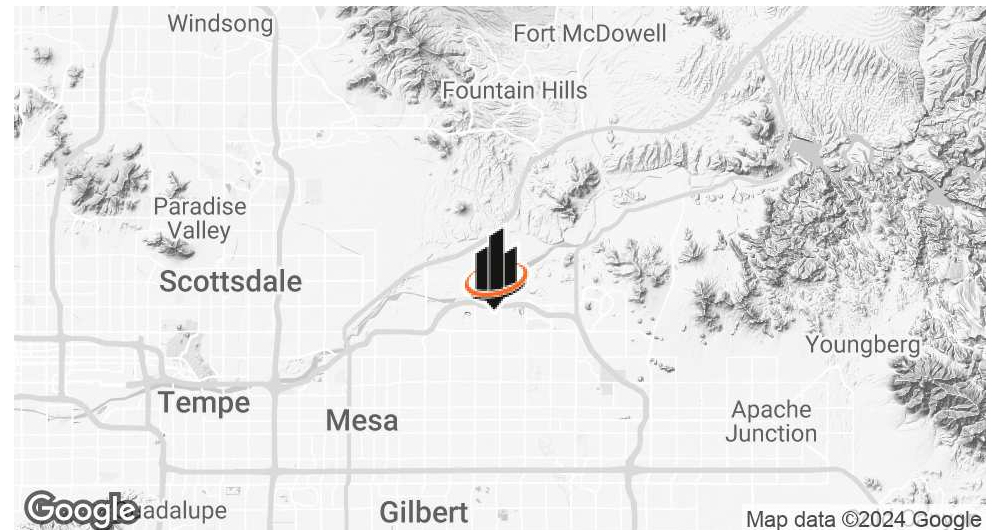 Windsong
Fort McDowell
Fountain Hills
Paradise
Valley
Scottsdale
Youngberg
Tempe
Mesa
Apache
Junction
Gilbert
Google
adalupe
Map data ©2024 Google